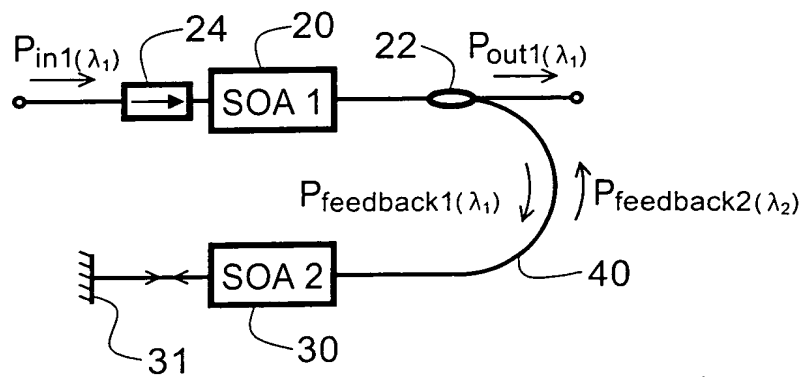 24
20
22
Pin1(λ1)
Pout1(λ1)
SOA 1
Pfeedback1(λ1)
Pfeedback2(λ2)
SOA 2
40
31
30